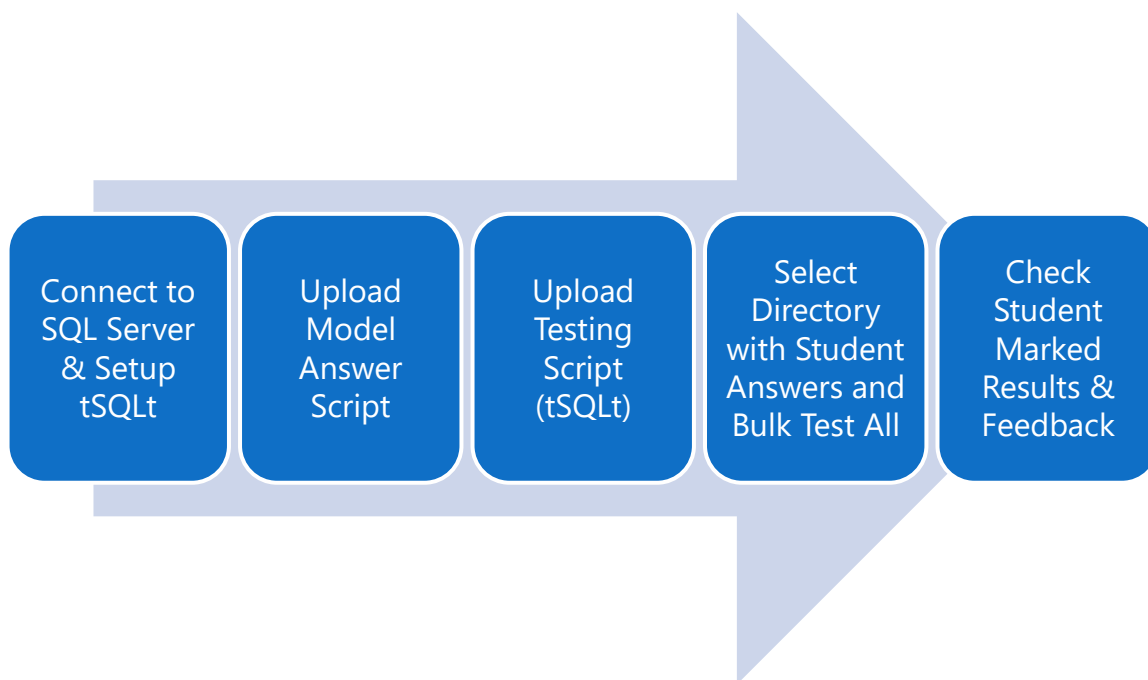 Connect to
SQL Server
& Setup
tSQLt
Upload
Model
Answer
Script
Upload
Testing
Script
(tSQLt)
Select
Directory
with Student
Answers and
Bulk Test All
Check
Student
Marked
Results &
Feedback